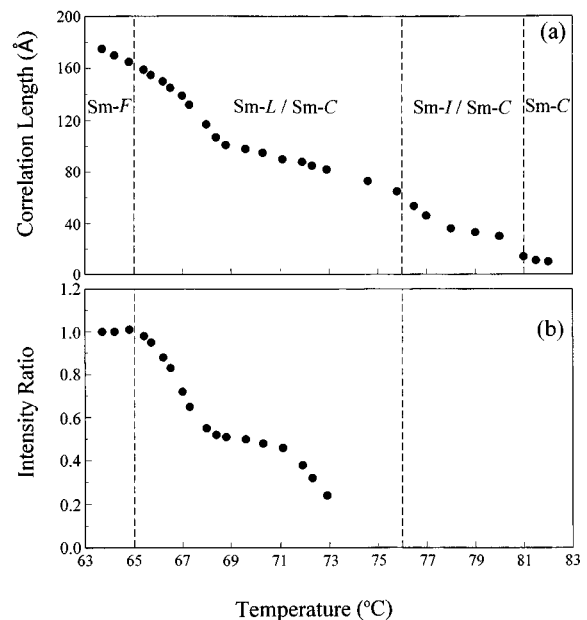 (a)
Correlation Length (Å)
200
160
120
80
40
0
Sm-F
Sm-L / Sm-C
Sm-I / Sm-C
Sm-C
(b)
Intensity Ratio
1.2
1.0
0.8
0.6
0.4
0.2
0.0
63 65 67 69 71 73 75 77 79 81 83
Temperature (ºC)